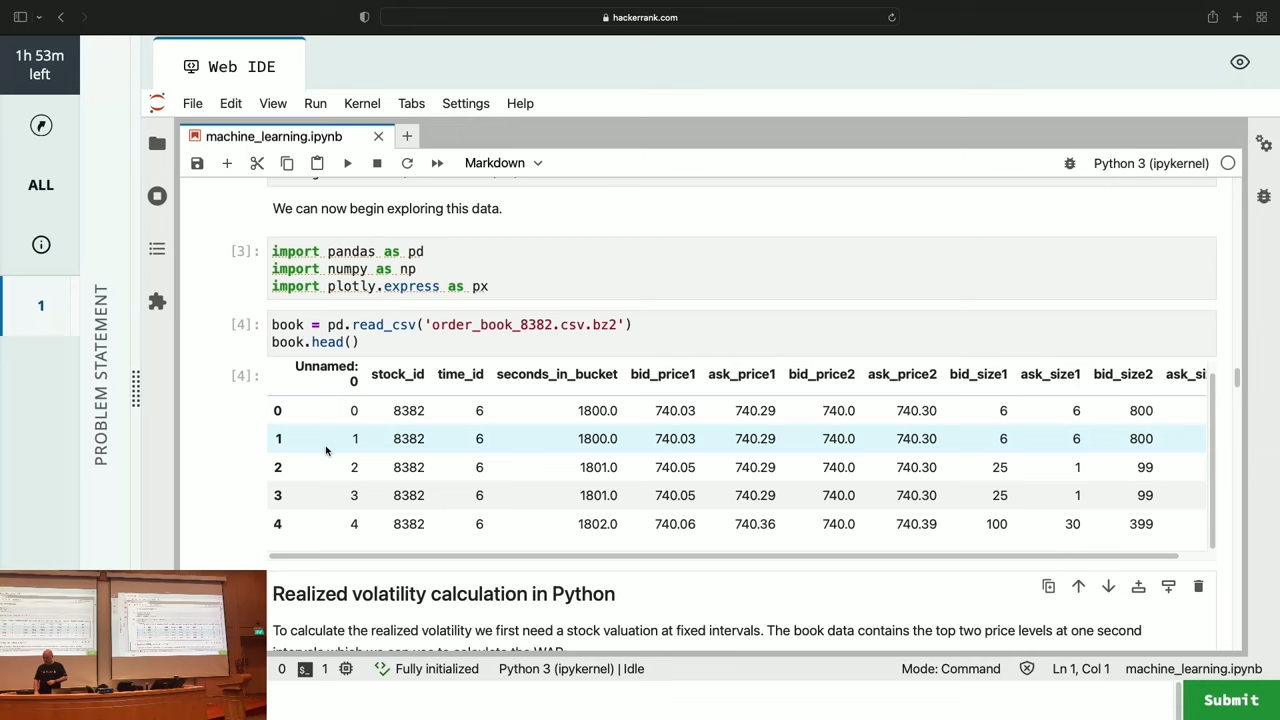 hackerrank.com
1h 53m
left
Web IDE
File Edit View Run Kernel Tabs Settings Help
machine_learning.ipynb
Markdown
Python 3 (ipykernel)
ALL
1
PROBLEM STATEMENT
We can now begin exploring this data.
[3]:
import pandas as pd
import numpy as np
import plotly.express as px
[4]:
book = pd.read_csv('order_book_8382.csv.bz2')
book.head()
[4]:
Unnamed: 0 stock_id time_id seconds_in_bucket bid_price1 ask_price1 bid_price2 ask_price2 bid_size1 ask_size1 bid_size2 ask_si
0 0 8382 6 1800.0 740.03 740.29 740.0 740.30 6 6 800
1 1 8382 6 1800.0 740.03 740.29 740.0 740.30 6 6 800
2 2 8382 6 1801.0 740.05 740.29 740.0 740.30 25 1 99
3 3 8382 6 1801.0 740.05 740.29 740.0 740.30 25 1 99
4 4 8382 6 1802.0 740.06 740.36 740.0 740.39 100 30 399
Realized volatility calculation in Python
To calculate the realized volatility we first need a stock valuation at fixed intervals. The book data contains the top two price levels at one second
0 1 Fully initialized Python 3 (ipykernel) | Idle Mode: Command Ln 1, Col 1 machine_learning.ipynb
Submit